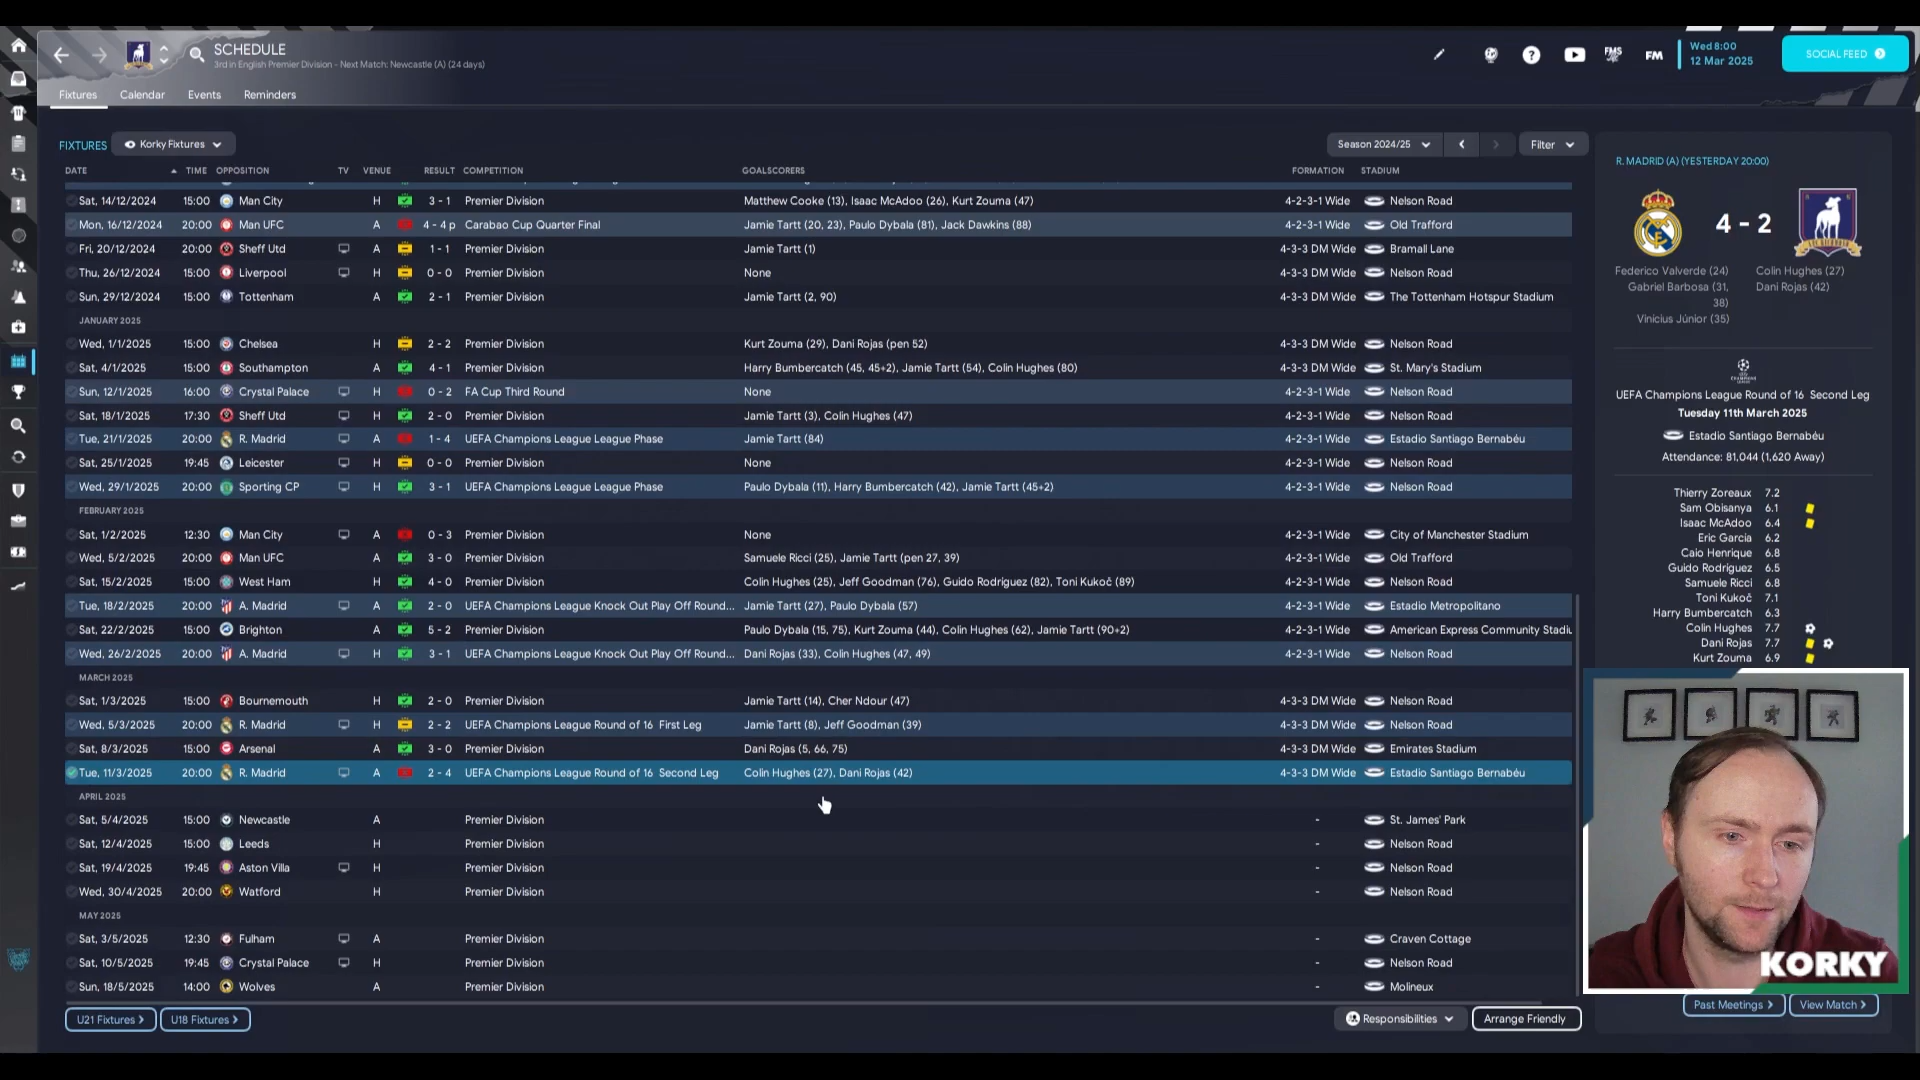 SCHEDULE
3rd in English Premier Division - Next Match: Newcastle (A) (24 days)
FMS
FM
Wed 8:00
12 Mar 2025
SOCIAL FEED
Fixtures Calendar Events Reminders
FIXTURES Korky Fixtures
Season 2024/25 Filter
DATE TIME OPPOSITION TV VENUE RESULT COMPETITION GOALSCORERS FORMATION STADIUM
Sat, 14/12/2024 15:00 Man City H 3 - 1 Premier Division Matthew Cooke (13), Isaac McAdoo (26), Kurt Zouma (47) 4-2-3-1 Wide Nelson Road
Mon, 16/12/2024 20:00 Man UFC A 4 - 4 p Carabao Cup Quarter Final Jamie Tartt (20, 23), Paulo Dybala (81), Jack Dawkins (88) 4-2-3-1 Wide Old Trafford
Fri, 20/12/2024 20:00 Sheff Utd A 1 - 1 Premier Division Jamie Tartt (1) 4-3-3 DM Wide Bramall Lane
Thu, 26/12/2024 15:00 Liverpool H 0 - 0 Premier Division None 4-3-3 DM Wide Nelson Road
Sun, 29/12/2024 15:00 Tottenham A 2 - 1 Premier Division Jamie Tartt (2, 90) 4-3-3 DM Wide The Tottenham Hotspur Stadium
JANUARY 2025
Wed, 1/1/2025 15:00 Chelsea H 2 - 2 Premier Division Kurt Zouma (29), Dani Rojas (pen 52) 4-3-3 DM Wide Nelson Road
Sat, 4/1/2025 15:00 Southampton A 4 - 1 Premier Division Harry Bumbercatch (45, 45+2), Jamie Tartt (54), Colin Hughes (80) 4-3-3 DM Wide St. Mary's Stadium
Sun, 12/1/2025 16:00 Crystal Palace H 0 - 2 FA Cup Third Round None 4-2-3-1 Wide Nelson Road
Sat, 18/1/2025 17:30 Sheff Utd H 2 - 0 Premier Division Jamie Tartt (3), Colin Hughes (47) 4-2-3-1 Wide Nelson Road
Tue, 21/1/2025 20:00 R. Madrid A 1 - 4 UEFA Champions League League Phase Jamie Tartt (84) 4-2-3-1 Wide Estadio Santiago Bernabéu
Sat, 25/1/2025 19:45 Leicester H 0 - 0 Premier Division None 4-2-3-1 Wide Nelson Road
Wed, 29/1/2025 20:00 Sporting CP H 3 - 1 UEFA Champions League League Phase Paulo Dybala (11), Harry Bumbercatch (42), Jamie Tartt (45+2) 4-2-3-1 Wide Nelson Road
FEBRUARY 2025
Sat, 1/2/2025 12:30 Man City A 0 - 3 Premier Division None 4-2-3-1 Wide City of Manchester Stadium
Wed, 5/2/2025 20:00 Man UFC A 3 - 0 Premier Division Samuele Ricci (25), Jamie Tartt (pen 27, 39) 4-2-3-1 Wide Old Trafford
Sat, 15/2/2025 15:00 West Ham H 4 - 0 Premier Division Colin Hughes (25), Jeff Goodman (76), Guido Rodríguez (82), Toni Kukoč (89) 4-2-3-1 Wide Nelson Road
Tue, 18/2/2025 20:00 A. Madrid A 2 - 0 UEFA Champions League Knock Out Play Off Round... Jamie Tartt (27), Paulo Dybala (57) 4-2-3-1 Wide Estadio Metropolitano
Sat, 22/2/2025 15:00 Brighton A 5 - 2 Premier Division Paulo Dybala (15, 75), Kurt Zouma (44), Colin Hughes (62), Jamie Tartt (90+2) 4-2-3-1 Wide American Express Community Stadiu
Wed, 26/2/2025 20:00 A. Madrid H 3 - 1 UEFA Champions League Knock Out Play Off Round... Dani Rojas (33), Colin Hughes (47, 49) 4-2-3-1 Wide Nelson Road
MARCH 2025
Sat, 1/3/2025 15:00 Bournemouth H 2 - 0 Premier Division Jamie Tartt (14), Cher Ndour (47) 4-3-3 DM Wide Nelson Road
Wed, 5/3/2025 20:00 R. Madrid H 2 - 2 UEFA Champions League Round of 16 First Leg Jamie Tartt (8), Jeff Goodman (39) 4-3-3 DM Wide Nelson Road
Sat, 8/3/2025 15:00 Arsenal A 3 - 0 Premier Division Dani Rojas (5, 66, 75) 4-3-3 DM Wide Emirates Stadium
Tue, 11/3/2025 20:00 R. Madrid A 2 - 4 UEFA Champions League Round of 16 Second Leg Colin Hughes (27), Dani Rojas (42) 4-3-3 DM Wide Estadio Santiago Bernabéu
APRIL 2025
Sat, 5/4/2025 15:00 Newcastle A Premier Division - St. James' Park
Sat, 12/4/2025 15:00 Leeds H Premier Division - Nelson Road
Sat, 19/4/2025 19:45 Aston Villa H Premier Division - Nelson Road
Wed, 30/4/2025 20:00 Watford H Premier Division - Nelson Road
MAY 2025
Sat, 3/5/2025 12:30 Fulham A Premier Division - Craven Cottage
Sat, 10/5/2025 19:45 Crystal Palace H Premier Division - Nelson Road
Sun, 18/5/2025 14:00 Wolves A Premier Division - Molineux
U21 Fixtures > U18 Fixtures > Responsibilities Arrange Friendly
R. MADRID (A) (YESTERDAY 20:00)
4 - 2
Federico Valverde (24) Colin Hughes (27)
Gabriel Barbosa (31, Dani Rojas (42)
38)
Vinícius Júnior (35)
UEFA Champions League Round of 16 Second Leg
Tuesday 11th March 2025
Estadio Santiago Bernabéu
Attendance: 81,044 (1,620 Away)
Thierry Zoreaux 7.2
Sam Obisanya 6.1
Isaac McAdoo 6.4
Eric García 6.2
Caio Henrique 6.8
Guido Rodríguez 6.5
Samuele Ricci 6.8
Toni Kukoč 7.1
Harry Bumbercatch 6.3
Colin Hughes 7.7
Dani Rojas 7.7
Kurt Zouma 6.9
KORKY
Past Meetings > View Match >